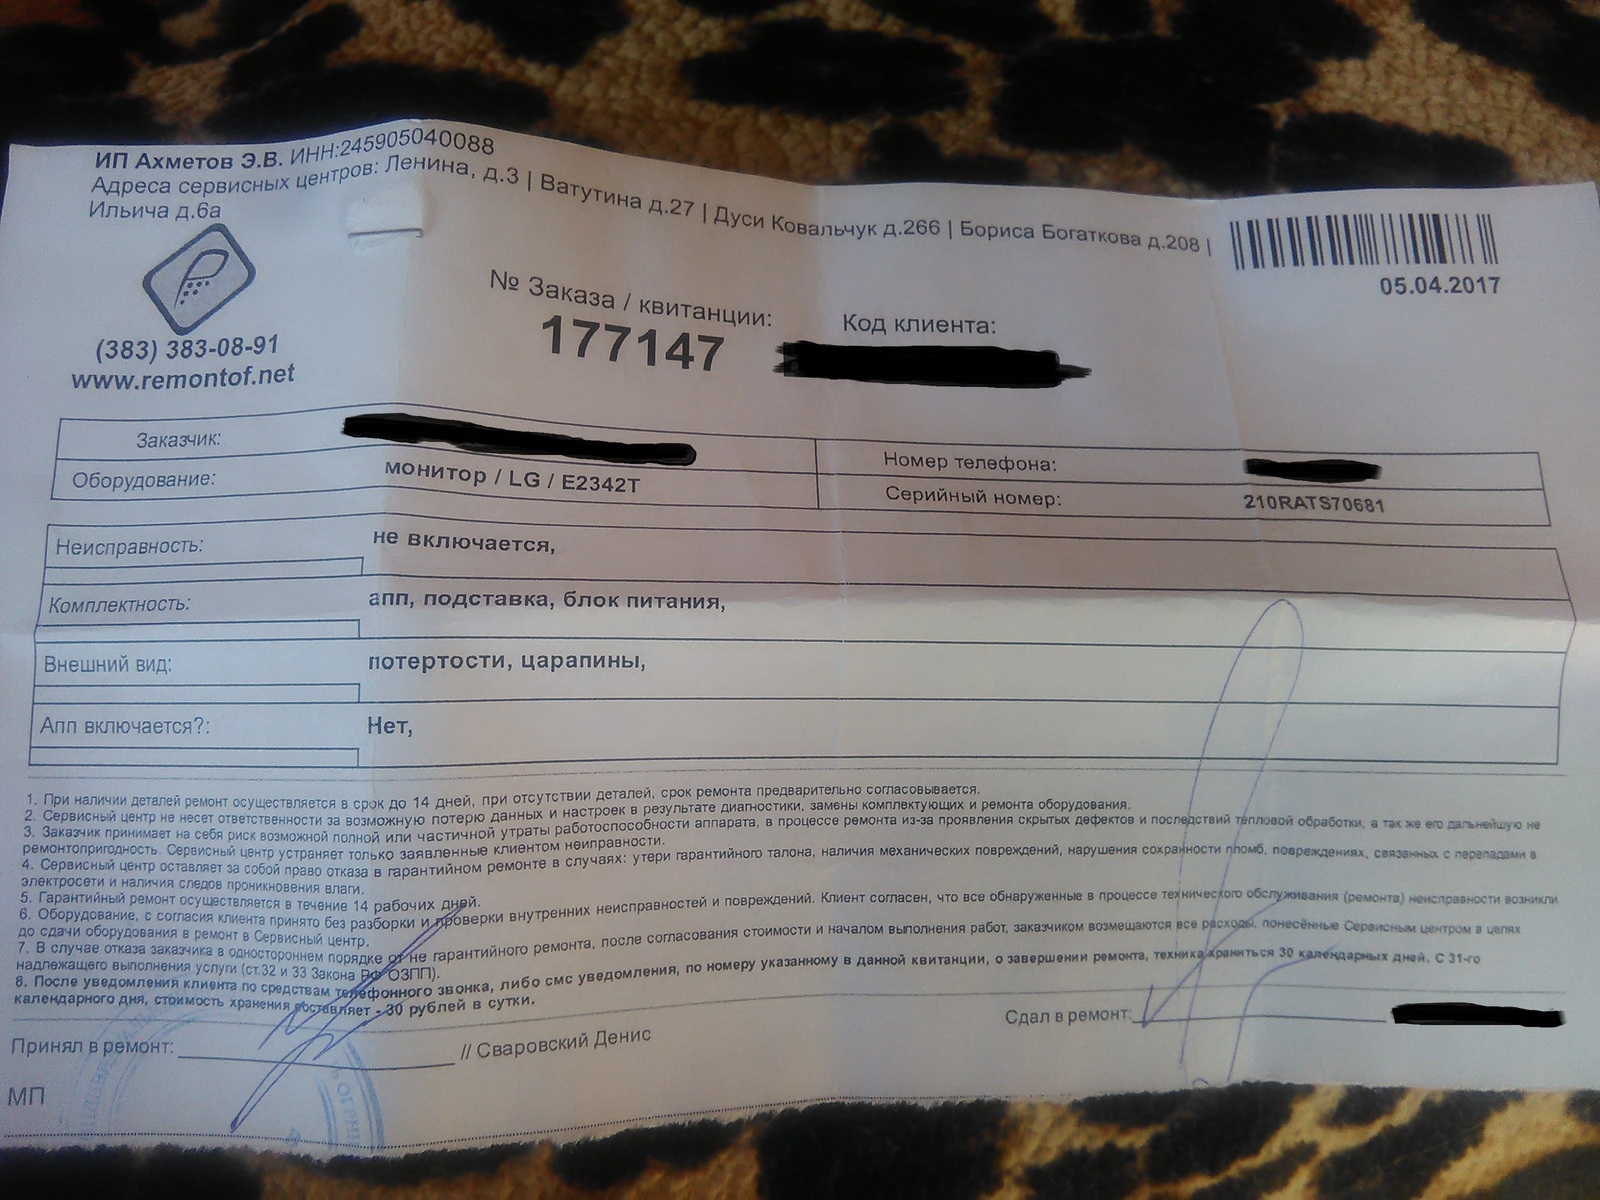 ИП Ахметов Э.В. ИНН:245905040088
Адреса сервисных центров: Ленина, д.3 | Ватутина д.27 | Дуси Ковальчук д.266 | Бориса Богаткова д.208 |
Ильича д.6а
05.04.2017
(383) 383-08-91
www.remontof.net
№ Заказа / квитанции:
177147
Код клиента:
Заказчик:
Номер телефона:
Оборудование: монитор / LG / E2342T
Серийный номер: 210RATS70681
Неисправность: не включается,
Комплектность: апп, подставка, блок питания,
Внешний вид: потертости, царапины,
Апп включается?: Нет,
1. При наличии деталей ремонт осуществляется в срок до 14 дней, при отсутствии деталей, срок ремонта предварительно согласовывается.
2. Сервисный центр не несет ответственности за возможную потерю данных и настроек в результате диагностики, замены комплектующих и ремонта оборудования.
3. Заказчик принимает на себя риск возможной полной или частичной утраты работоспособности аппарата, в процессе ремонта из-за проявления скрытых дефектов и последствий тепловой обработки, а так же его дальнейшую не
ремонтопригодность. Сервисный центр устраняет только заявленные клиентом неиправности.
4. Сервисный центр оставляет за собой право отказа в гарантийном ремонте в случаях: утери гарантийного талона, наличия механических повреждений, нарушения сохранности пломб, повреждениях, связанных с перепадами в
электросети и наличия следов проникновения влаги.
5. Гарантийный ремонт осуществляется в течение 14 рабочих дней.
6. Оборудование, с согласия клиента принято без разборки и проверки внутренних неисправностей и повреждений. Клиент согласен, что все обнаруженные в процессе технического обслуживания (ремонта) неисправности возникли
до сдачи оборудования в ремонт в Сервисный центр.
7. В случае отказа заказчика в одностороннем порядке от не гарантийного ремонта, после согласования стоимости и началом выполнения работ, заказчиком возмещаются все расходы, понесённые Сервисным центром в целях
надлежащего выполнения услуги (ст.32 и 33 Закона РФ ОЗПП).
8. После уведомления клиента по средствам телефонного звонка, либо смс уведомления, по номеру указанному в данной квитанции, о завершении ремонта, техника храниться 30 календарных дней. С 31-го
календарного дня, стоимость хранения составляет - 30 рублей в сутки.
Принял в ремонт: // Сваровский Денис
Сдал в ремонт:
МП